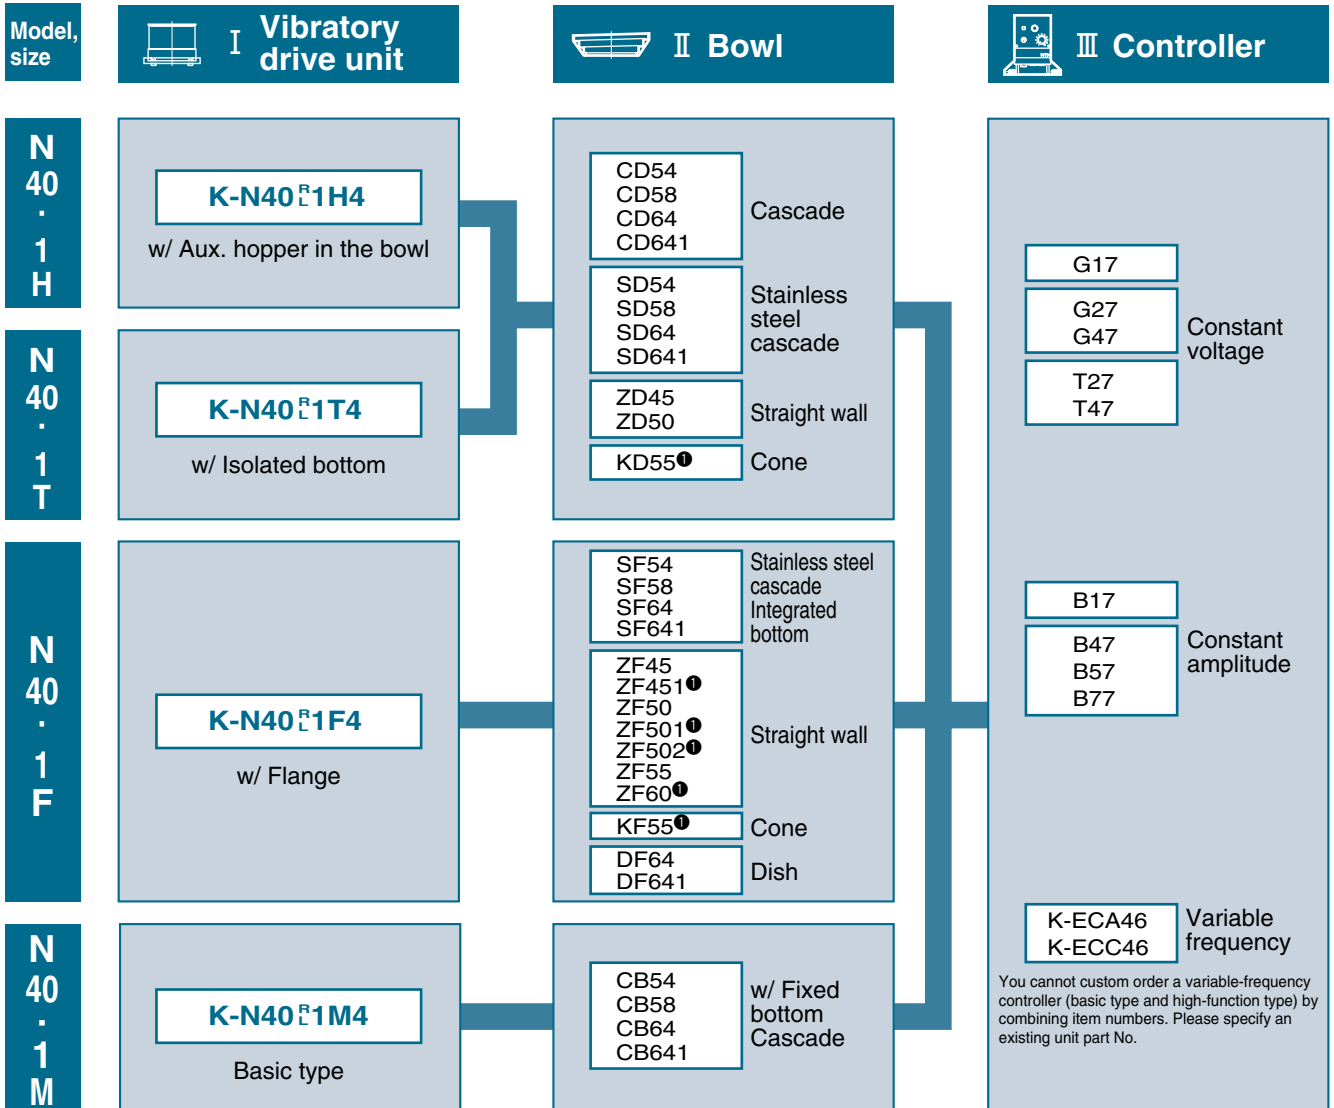 Model,
size
Ⅰ Vibratory
drive unit
Ⅱ Bowl
Ⅲ Controller
N
40
·
1
H
K-N40 R/L 1H4
w/ Aux. hopper in the bowl
N
40
·
1
T
K-N40 R/L 1T4
w/ Isolated bottom
CD54
CD58
CD64
CD641
Cascade
SD54
SD58
SD64
SD641
Stainless
steel
cascade
ZD45
ZD50
Straight wall
KD55❶
Cone
N
40
·
1
F
K-N40 R/L 1F4
w/ Flange
SF54
SF58
SF64
SF641
Stainless steel
cascade
Integrated
bottom
ZF45
ZF451❶
ZF50
ZF501❶
ZF502❶
ZF55
ZF60❶
Straight wall
KF55❶
Cone
DF64
DF641
Dish
N
40
·
1
M
K-N40 R/L 1M4
Basic type
CB54
CB58
CB64
CB641
w/ Fixed
bottom
Cascade
G17
G27
G47
T27
T47
Constant
voltage
B17
B47
B57
B77
Constant
amplitude
K-ECA46
K-ECC46
Variable
frequency
You cannot custom order a variable-frequency
controller (basic type and high-function type) by
combining item numbers. Please specify an
existing unit part No.